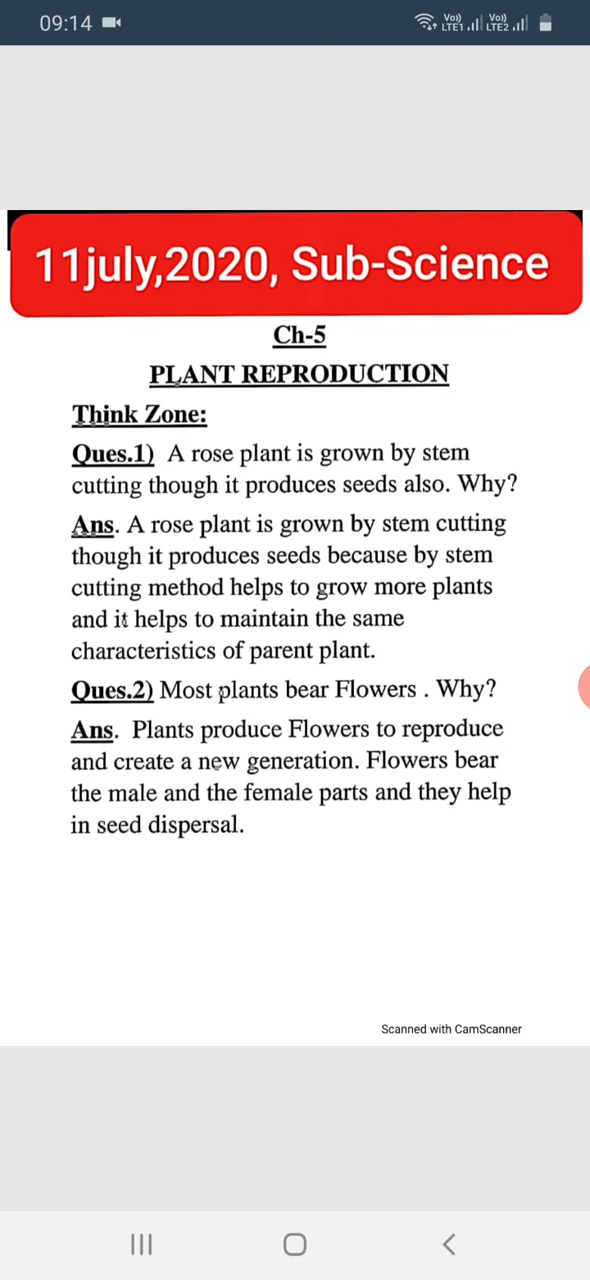 09:14
Vo)) LTE1 Vo)) LTE2
11july,2020, Sub-Science
Ch-5
PLANT REPRODUCTION
Think Zone:
Ques.1) A rose plant is grown by stem
cutting though it produces seeds also. Why?
Ans. A rose plant is grown by stem cutting
though it produces seeds because by stem
cutting method helps to grow more plants
and it helps to maintain the same
characteristics of parent plant.
Ques.2) Most plants bear Flowers . Why?
Ans. Plants produce Flowers to reproduce
and create a new generation. Flowers bear
the male and the female parts and they help
in seed dispersal.
Scanned with CamScanner